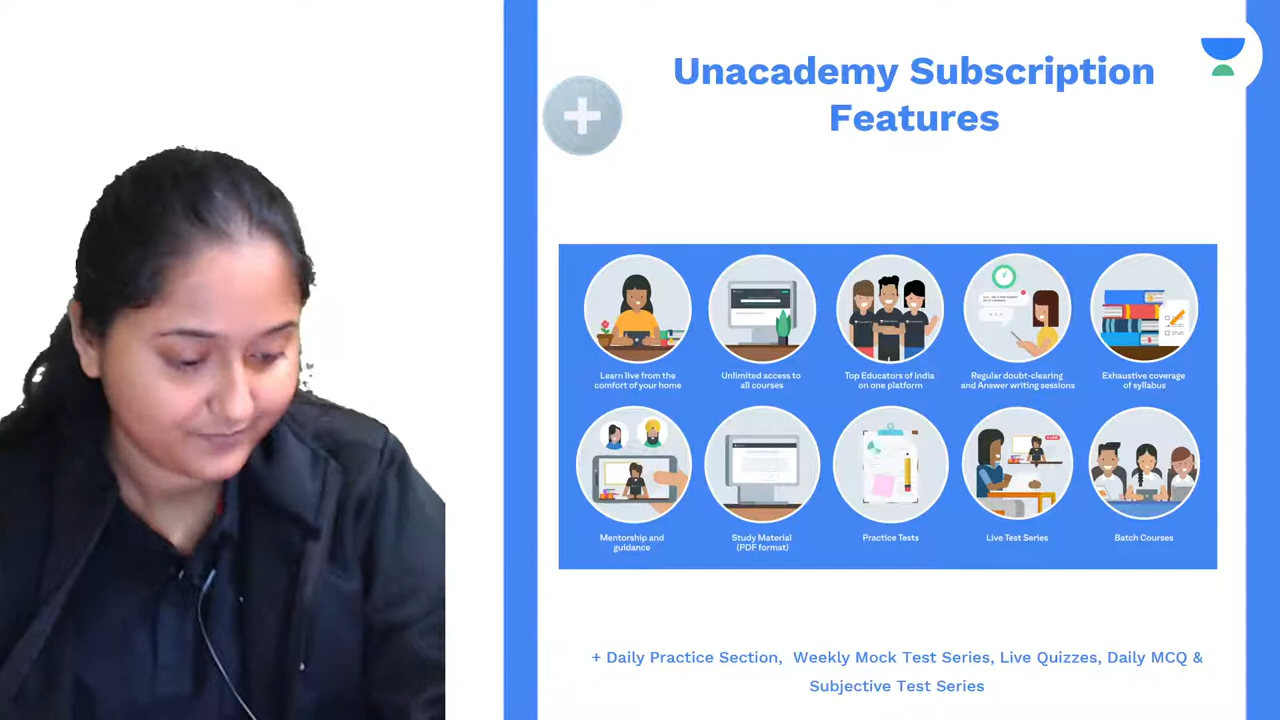 Unacademy Subscription
Features
Learn live from the
comfort of your home
Unlimited access to
all courses
Top Educators of India
on one platform
Regular doubt-clearing
and Answer writing sessions
Exhaustive coverage
of syllabus
Mentorship and
guidance
Study Material
(PDF format)
Practice Tests
Live Test Series
Batch Courses
+ Daily Practice Section,  Weekly Mock Test Series, Live Quizzes, Daily MCQ &
Subjective Test Series